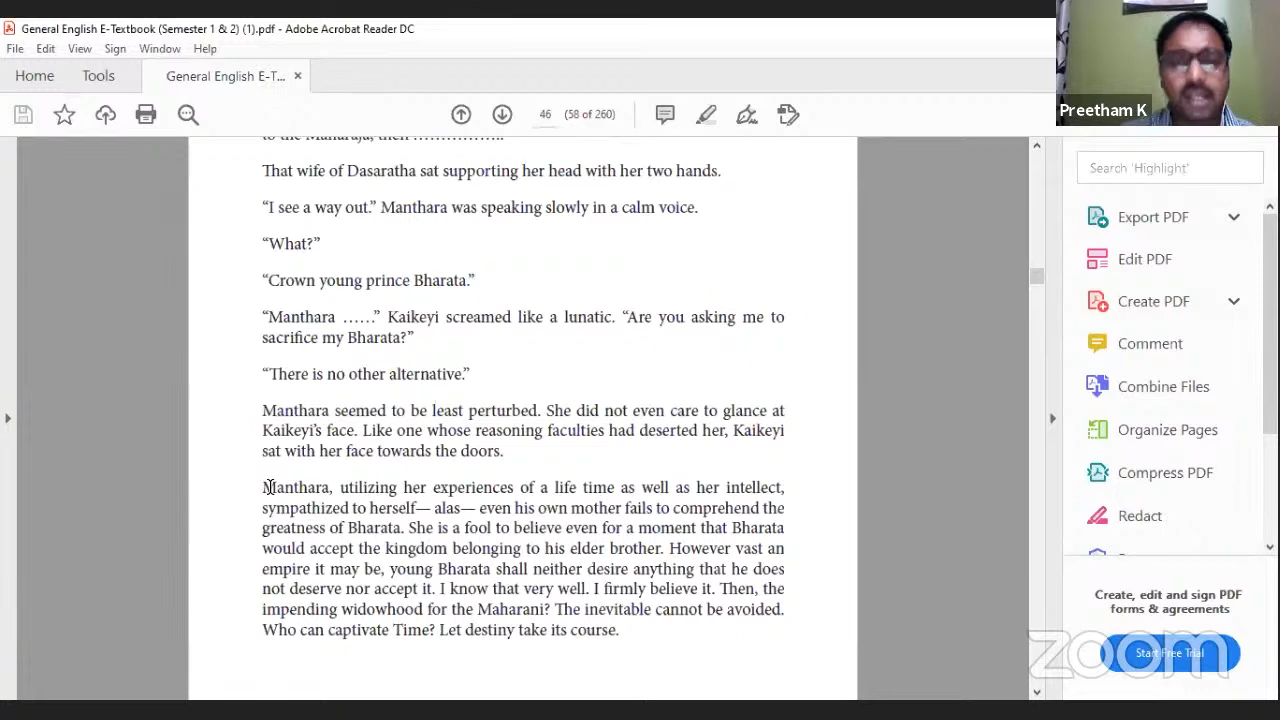 General English E-Textbook (Semester 1 & 2) (1).pdf - Adobe Acrobat Reader DC
File Edit View Sign Window Help
Home Tools General English E-T... ×
46 (58 of 260)
Preetham K
Search 'Highlight'
to the Maharaja, then ……………..
That wife of Dasaratha sat supporting her head with her two hands.
“I see a way out.” Manthara was speaking slowly in a calm voice.
“What?”
“Crown young prince Bharata.”
“Manthara ……” Kaikeyi screamed like a lunatic. “Are you asking me to
sacrifice my Bharata?”
“There is no other alternative.”
Manthara seemed to be least perturbed. She did not even care to glance at
Kaikeyi’s face. Like one whose reasoning faculties had deserted her, Kaikeyi
sat with her face towards the doors.
Manthara, utilizing her experiences of a life time as well as her intellect,
sympathized to herself— alas— even his own mother fails to comprehend the
greatness of Bharata. She is a fool to believe even for a moment that Bharata
would accept the kingdom belonging to his elder brother. However vast an
empire it may be, young Bharata shall neither desire anything that he does
not deserve nor accept it. I know that very well. I firmly believe it. Then, the
impending widowhood for the Maharani? The inevitable cannot be avoided.
Who can captivate Time? Let destiny take its course.
Export PDF
Edit PDF
Create PDF
Comment
Combine Files
Organize Pages
Compress PDF
Redact
Create, edit and sign PDF
forms & agreements
Start Free Trial
zoom